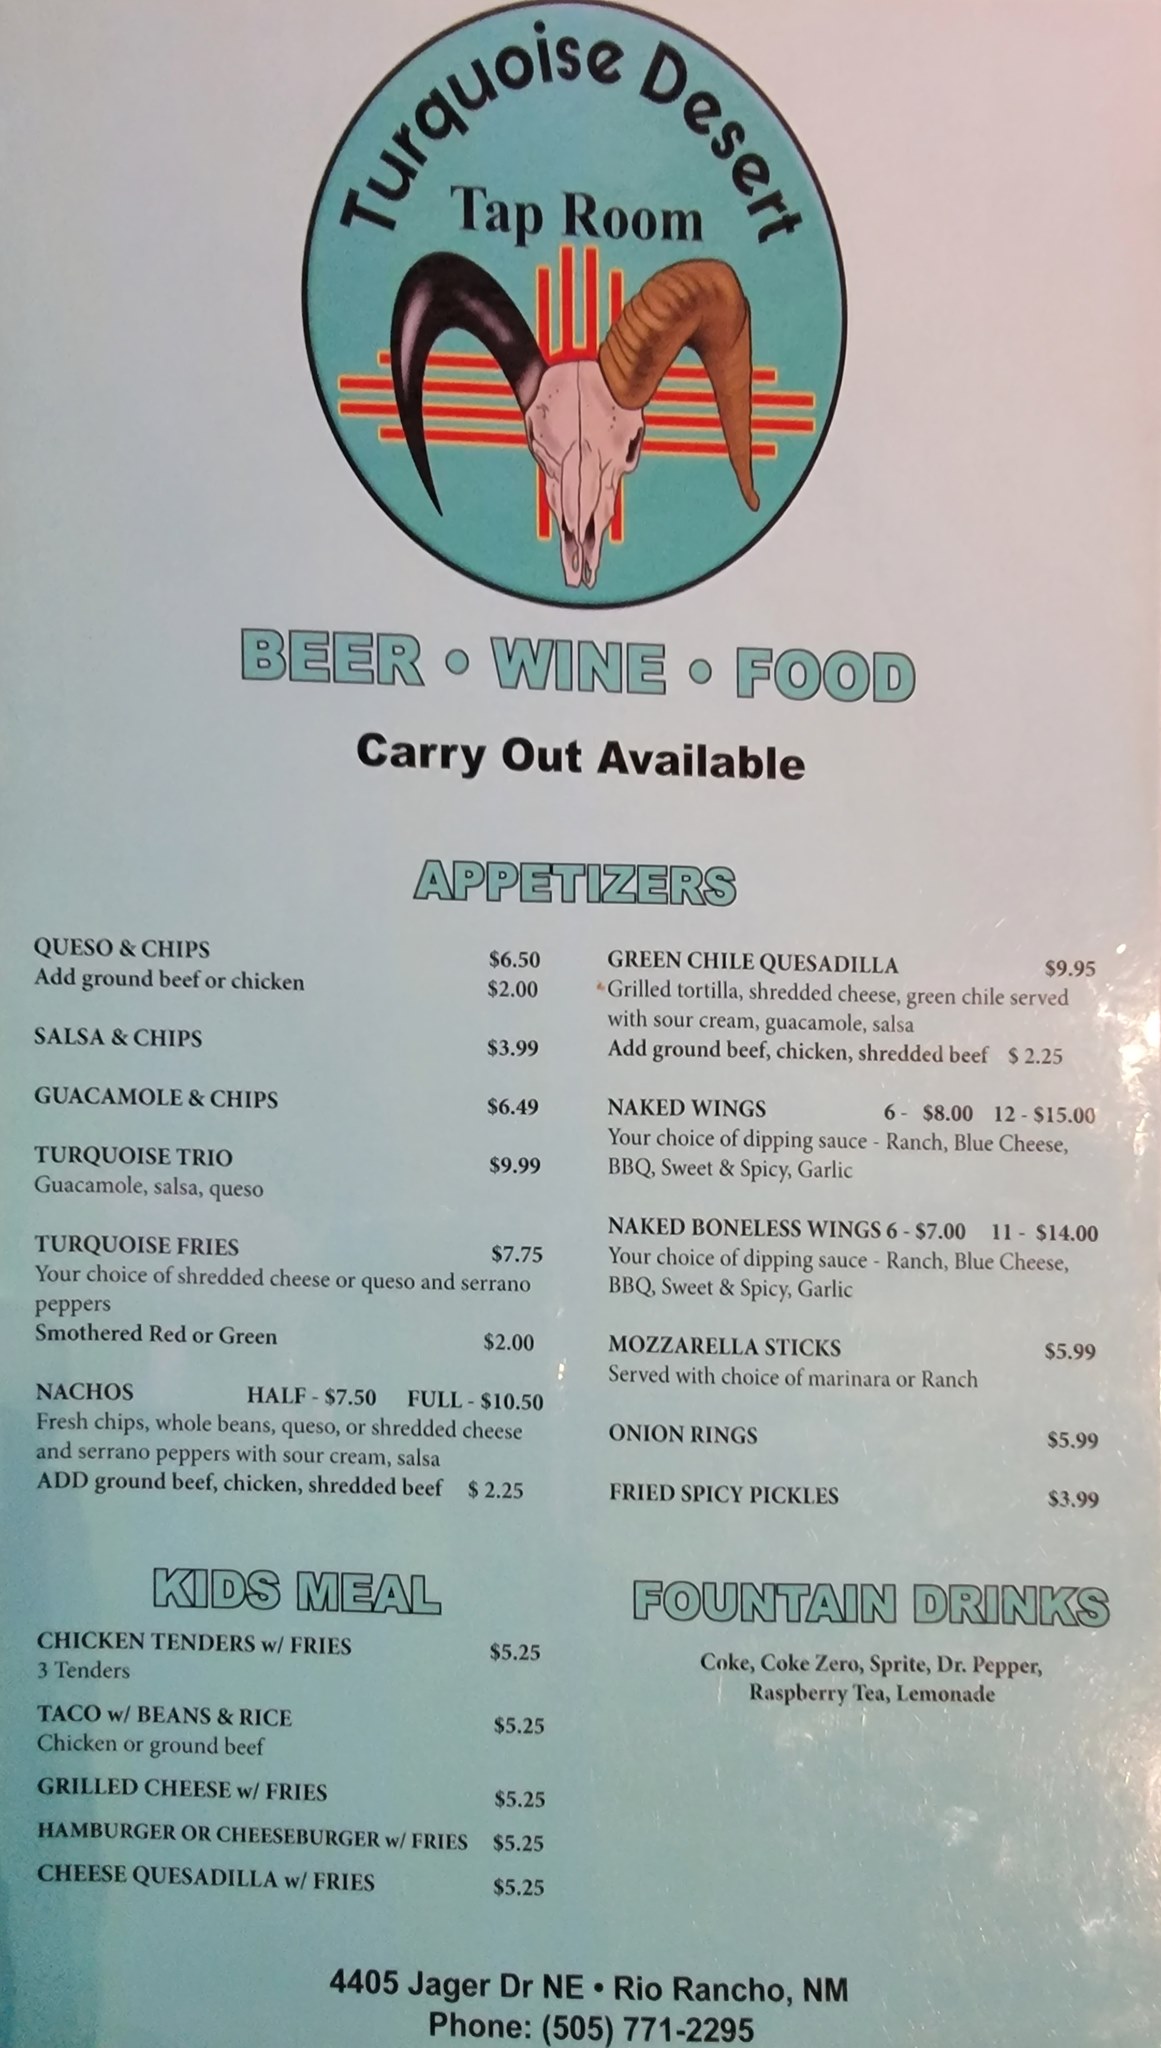 Turquoise Desert
Tap Room
BEER • WINE • FOOD
Carry Out Available
APPETIZERS
QUESO & CHIPS $6.50
Add ground beef or chicken $2.00
SALSA & CHIPS $3.99
GUACAMOLE & CHIPS $6.49
TURQUOISE TRIO $9.99
Guacamole, salsa, queso
TURQUOISE FRIES $7.75
Your choice of shredded cheese or queso and serrano
peppers
Smothered Red or Green $2.00
NACHOS HALF - $7.50 FULL - $10.50
Fresh chips, whole beans, queso, or shredded cheese
and serrano peppers with sour cream, salsa
ADD ground beef, chicken, shredded beef $ 2.25
GREEN CHILE QUESADILLA $9.95
Grilled tortilla, shredded cheese, green chile served
with sour cream, guacamole, salsa
Add ground beef, chicken, shredded beef $ 2.25
NAKED WINGS 6 - $8.00 12 - $15.00
Your choice of dipping sauce - Ranch, Blue Cheese,
BBQ, Sweet & Spicy, Garlic
NAKED BONELESS WINGS 6 - $7.00 11 - $14.00
Your choice of dipping sauce - Ranch, Blue Cheese,
BBQ, Sweet & Spicy, Garlic
MOZZARELLA STICKS $5.99
Served with choice of marinara or Ranch
ONION RINGS $5.99
FRIED SPICY PICKLES $3.99
KIDS MEAL
CHICKEN TENDERS w/ FRIES $5.25
3 Tenders
TACO w/ BEANS & RICE $5.25
Chicken or ground beef
GRILLED CHEESE w/ FRIES $5.25
HAMBURGER OR CHEESEBURGER w/ FRIES $5.25
CHEESE QUESADILLA w/ FRIES $5.25
FOUNTAIN DRINKS
Coke, Coke Zero, Sprite, Dr. Pepper,
Raspberry Tea, Lemonade
4405 Jager Dr NE • Rio Rancho, NM
Phone: (505) 771-2295